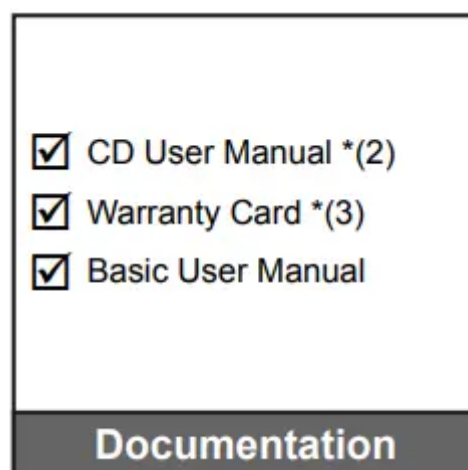 CD User Manual *(2)
Warranty Card *(3)
Basic User Manual
Documentation